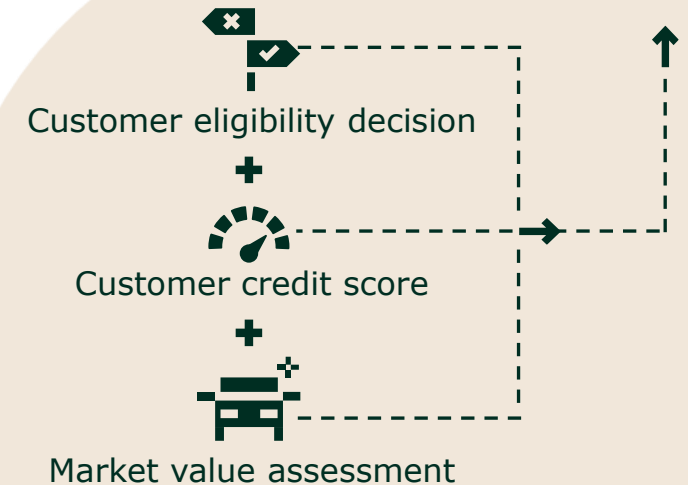 Customer eligibility decision
Customer credit score
Market value assessment